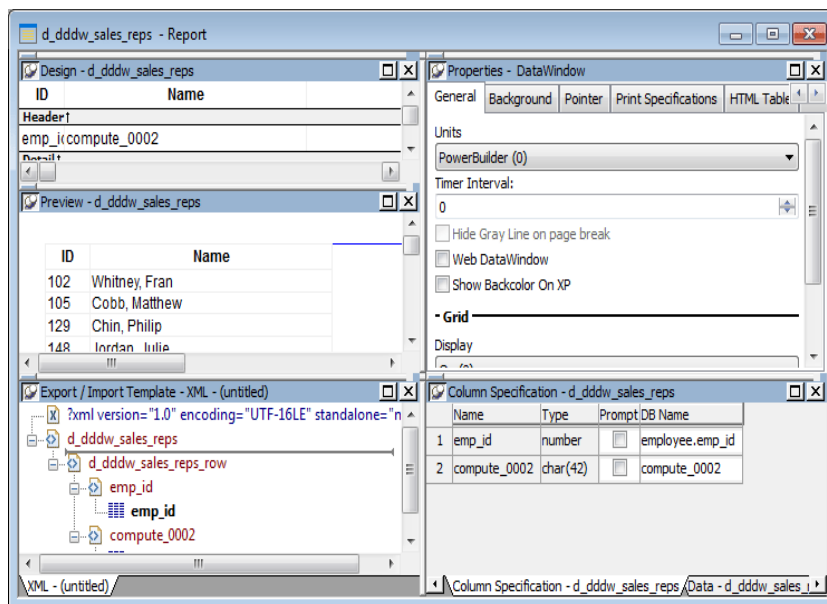 d_dddw_sales_reps - Report
Design - d_dddw_sales_reps
ID Name
Header↑
emp_i compute_0002
Detail↑
Preview - d_dddw_sales_reps
ID Name
102 Whitney, Fran
105 Cobb, Matthew
129 Chin, Philip
148 Jordan, Julie
Export / Import Template - XML - (untitled)
?xml version="1.0" encoding="UTF-16LE" standalone="n
d_dddw_sales_reps
d_dddw_sales_reps_row
emp_id
emp_id
compute_0002
XML - (untitled)
Properties - DataWindow
General Background Pointer Print Specifications HTML Table
Units
PowerBuilder (0)
Timer Interval:
0
Hide Gray Line on page break
Web DataWindow
Show Backcolor On XP
- Grid
Display
Column Specification - d_dddw_sales_reps
Name Type Prompt DB Name
1 emp_id number employee.emp_id
2 compute_0002 char(42) compute_0002
Column Specification - d_dddw_sales_reps Data - d_dddw_sales_